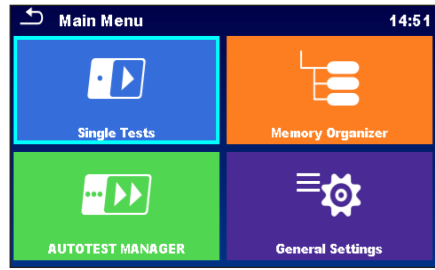 Main Menu 14:51
Single Tests
Memory Organizer
AUTOTEST MANAGER
General Settings